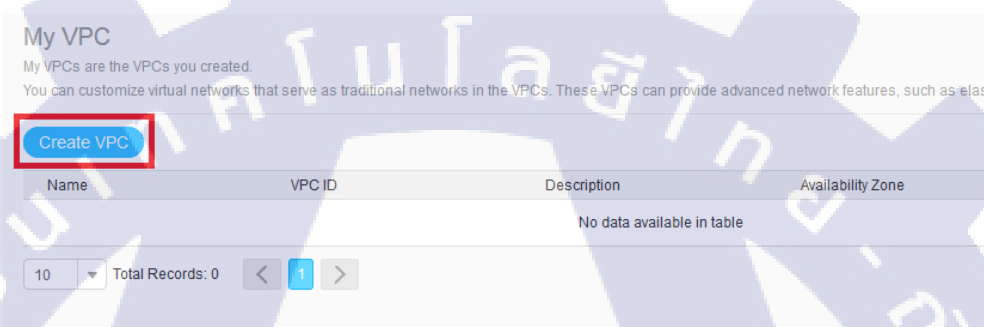 My VPC
My VPCs are the VPCs you created.
You can customize virtual networks that serve as traditional networks in the VPCs. These VPCs can provide advanced network features, such as elas
Create VPC
Name VPC ID Description Availability Zone
No data available in table
10 Total Records: 0 < 1 >